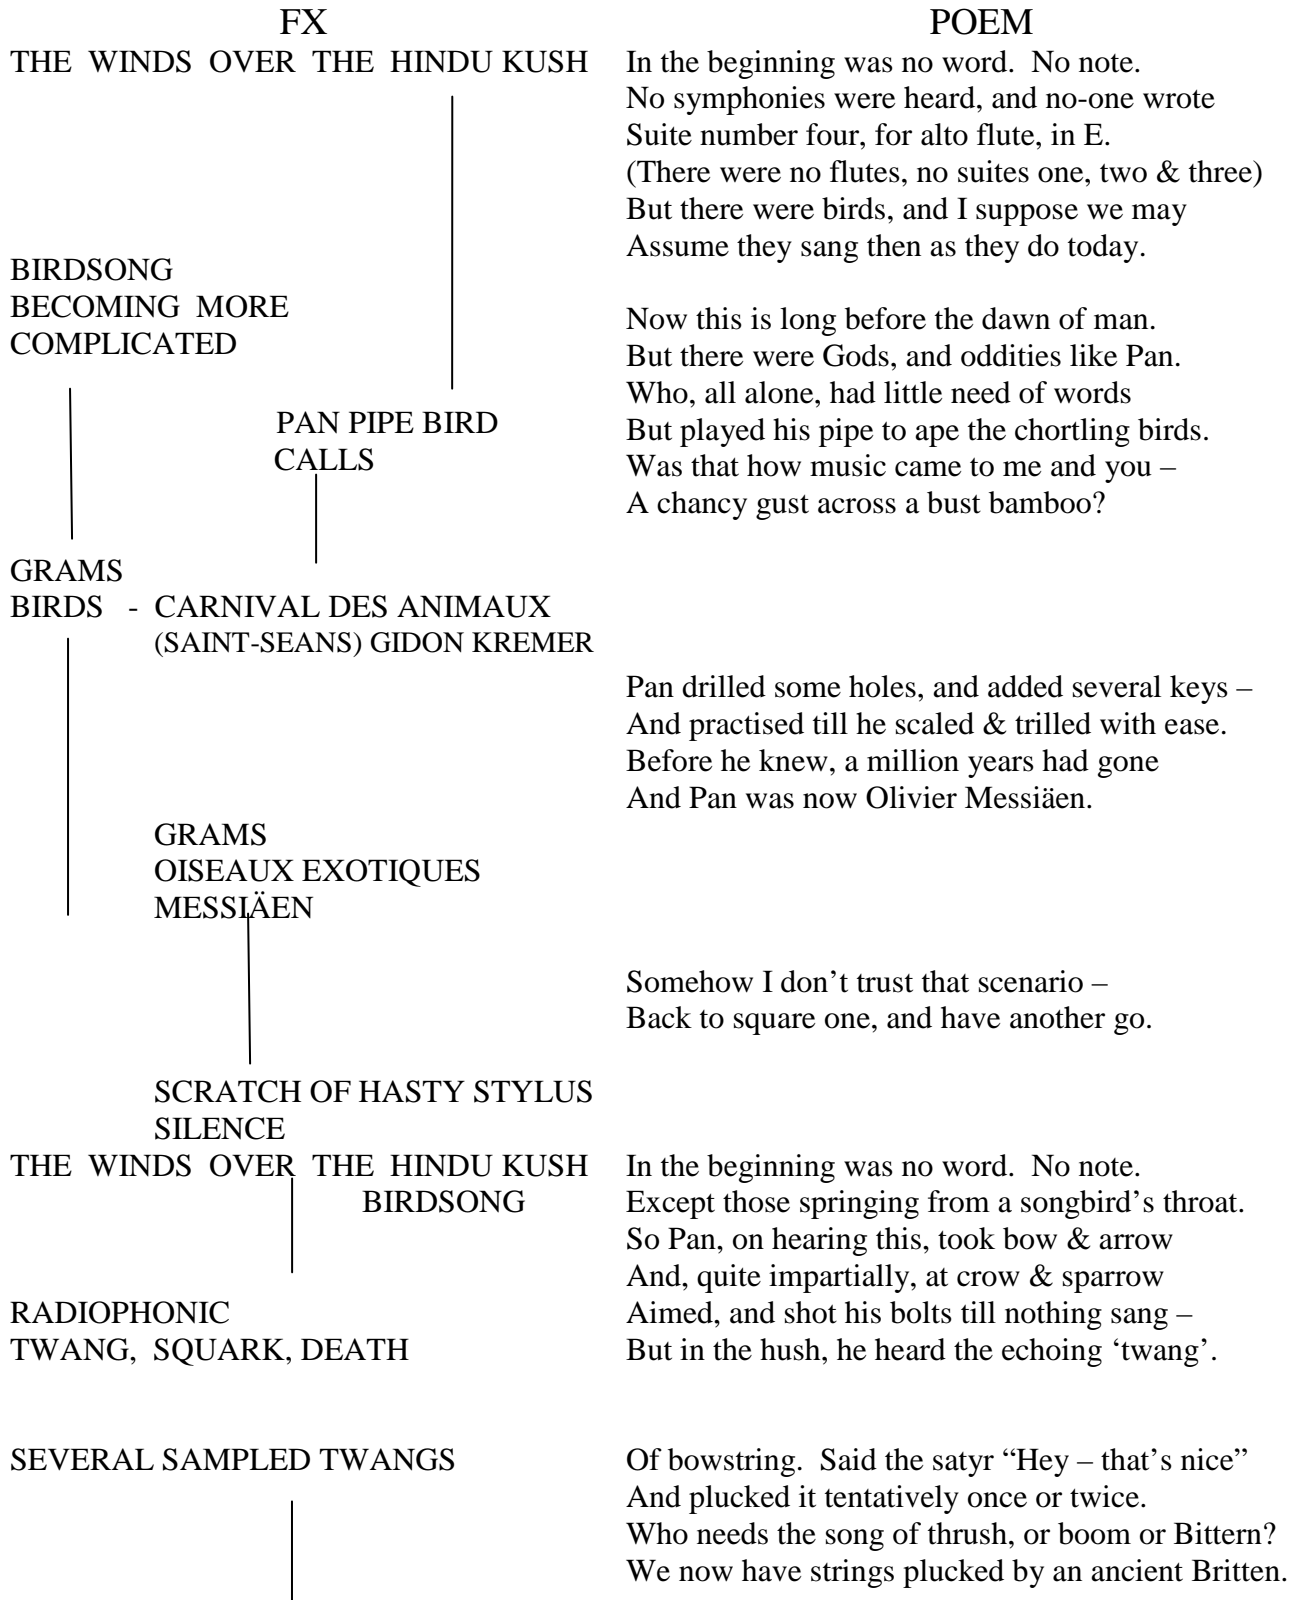 FX
POEM
THE WINDS OVER THE HINDU KUSH
In the beginning was no word. No note.
No symphonies were heard, and no-one wrote
Suite number four, for alto flute, in E.
(There were no flutes, no suites one, two & three)
But there were birds, and I suppose we may
Assume they sang then as they do today.
BIRDSONG
BECOMING MORE
COMPLICATED
Now this is long before the dawn of man.
But there were Gods, and oddities like Pan.
Who, all alone, had little need of words
But played his pipe to ape the chortling birds.
Was that how music came to me and you –
A chancy gust across a bust bamboo?
PAN PIPE BIRD
CALLS
GRAMS
BIRDS - CARNIVAL DES ANIMAUX
(SAINT-SEANS) GIDON KREMER
Pan drilled some holes, and added several keys –
And practised till he scaled & trilled with ease.
Before he knew, a million years had gone
And Pan was now Olivier Messiäen.
GRAMS
OISEAUX EXOTIQUES
MESSIÄEN
Somehow I don’t trust that scenario –
Back to square one, and have another go.
SCRATCH OF HASTY STYLUS
SILENCE
THE WINDS OVER THE HINDU KUSH
BIRDSONG
In the beginning was no word. No note.
Except those springing from a songbird’s throat.
So Pan, on hearing this, took bow & arrow
And, quite impartially, at crow & sparrow
Aimed, and shot his bolts till nothing sang –
But in the hush, he heard the echoing ‘twang’.
RADIOPHONIC
TWANG, SQUARK, DEATH
SEVERAL SAMPLED TWANGS
Of bowstring. Said the satyr “Hey – that’s nice”
And plucked it tentatively once or twice.
Who needs the song of thrush, or boom or Bittern?
We now have strings plucked by an ancient Britten.